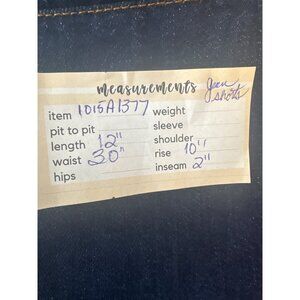 measurements Jean shorts
item 1015A1377 weight
pit to pit sleeve
length 12" shoulder
waist 30" rise 10"
hips inseam 2"